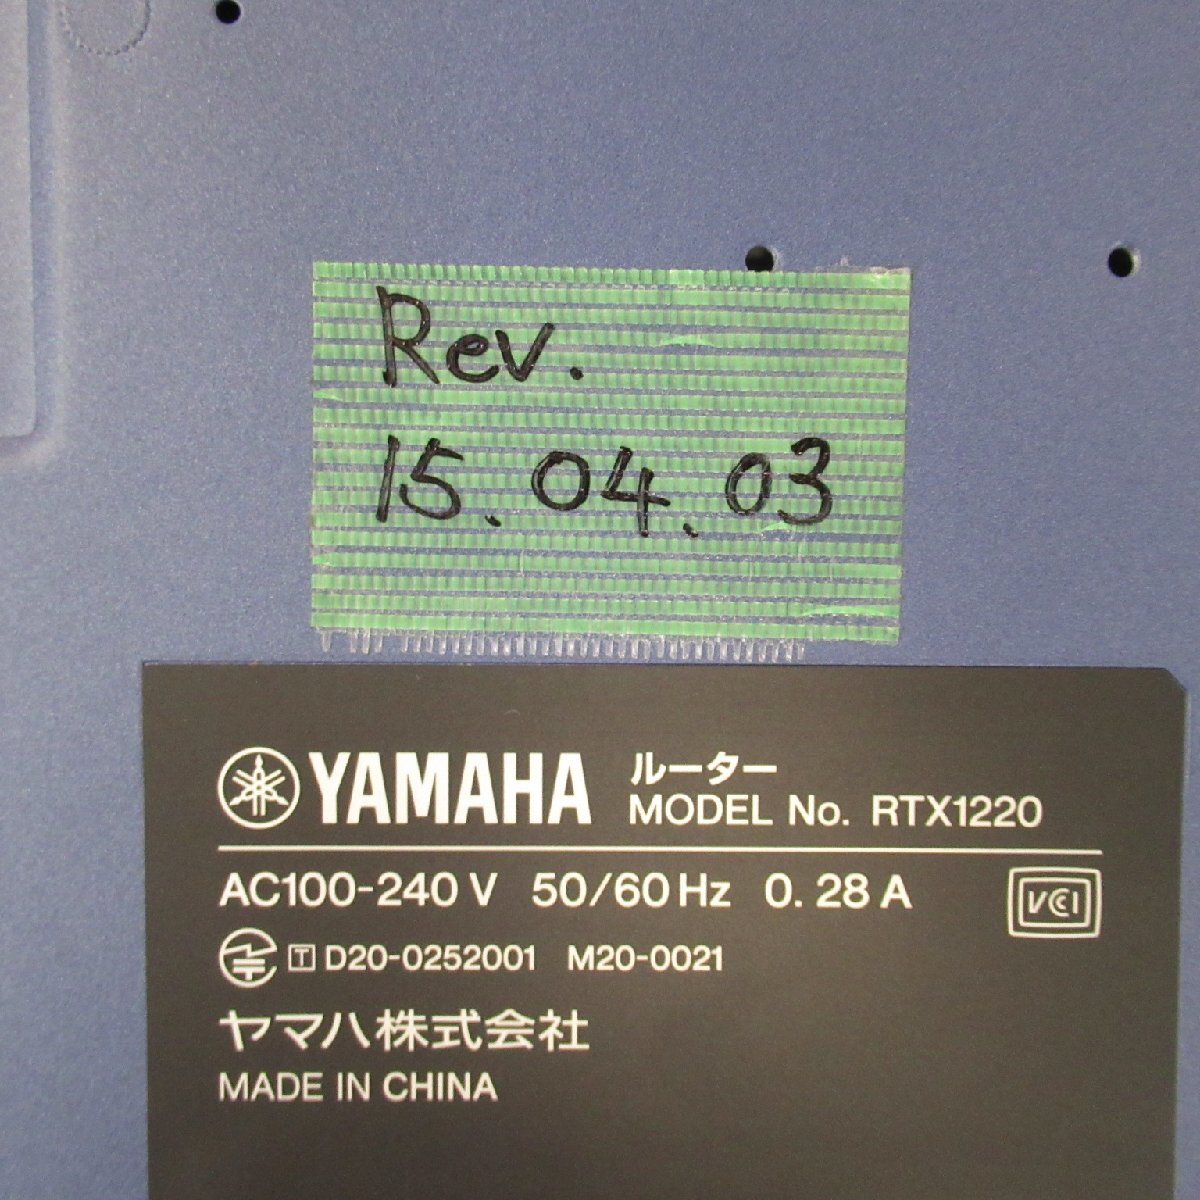 Rev.
15.04.03
YAMAHA ルーター
MODEL No. RTX1220
AC100-240 V 50/60 Hz 0.28 A
VCCI
T D20-0252001 M20-0021
ヤマハ株式会社
MADE IN CHINA